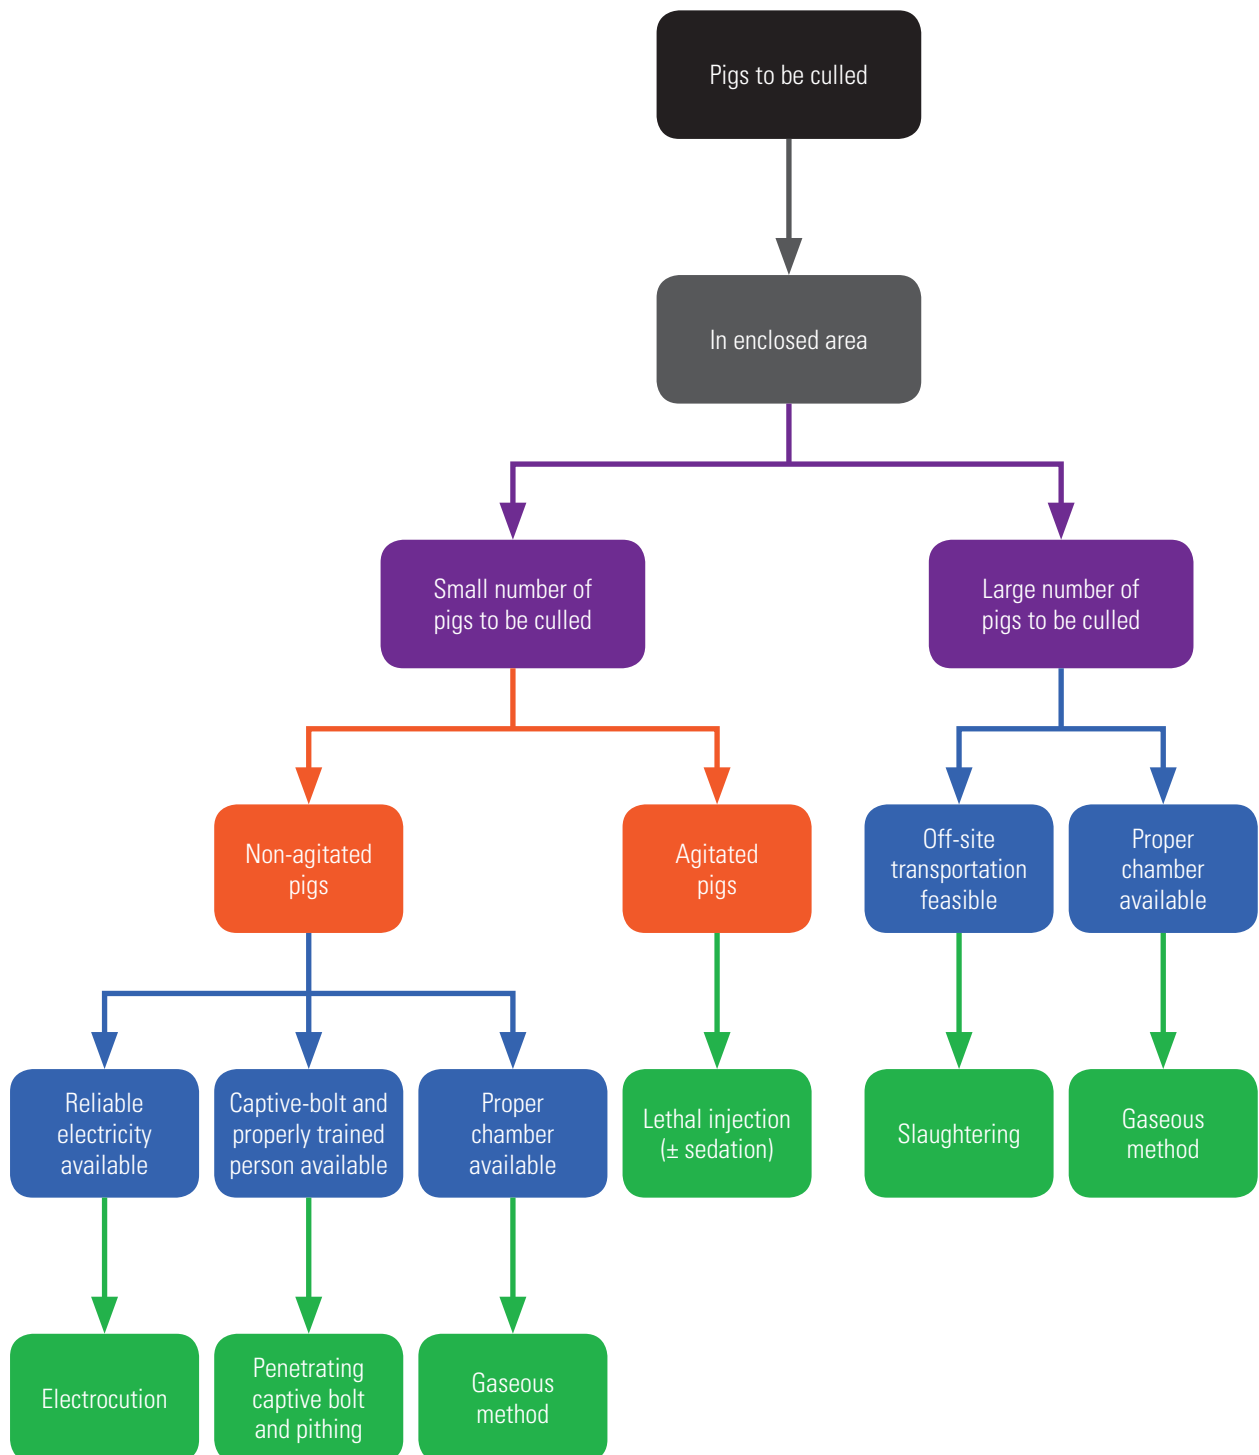 Pigs to be culled
In enclosed area
Small number of
pigs to be culled
Large number of
pigs to be culled
Non-agitated
pigs
Agitated
pigs
Off-site
transportation
feasible
Proper
chamber
available
Reliable
electricity
available
Captive-bolt and
properly trained
person available
Proper
chamber
available
Lethal injection
(± sedation)
Slaughtering
Gaseous
method
Electrocution
Penetrating
captive bolt
and pithing
Gaseous
method